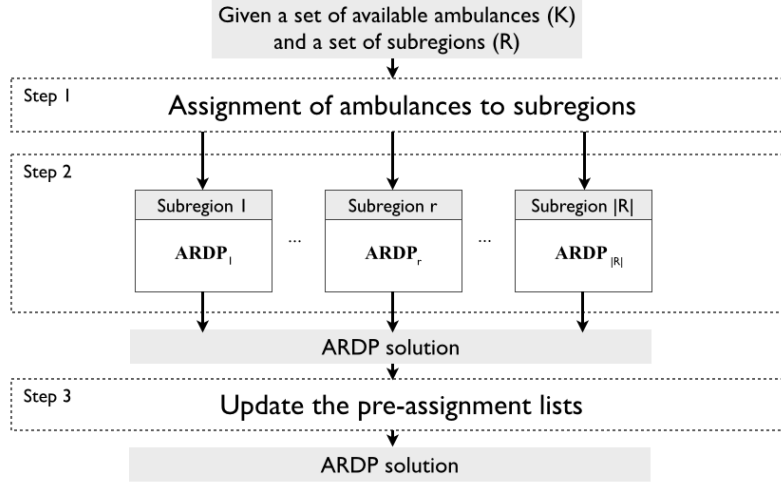 Given a set of available ambulances (K)
and a set of subregions (R)
Step 1
Assignment of ambulances to subregions
Step 2
Subregion 1
Subregion r
Subregion |R|
ARDP1
...
ARDPr
...
ARDP|R|
ARDP solution
Step 3
Update the pre-assignment lists
ARDP solution